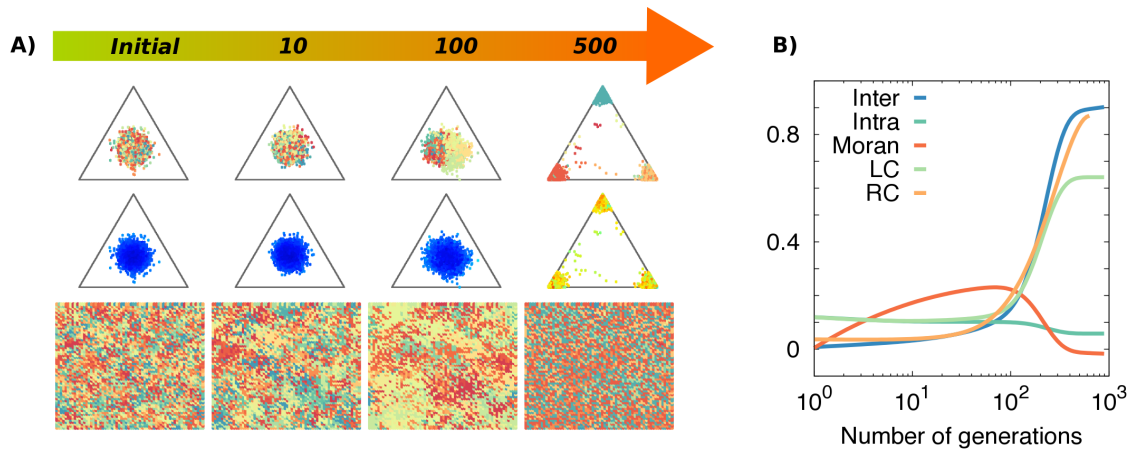 A)
Initial 10 100 500
B)
Inter
Intra
Moran
LC
RC
0.8
0.4
0
10^0 10^1 10^2 10^3
Number of generations